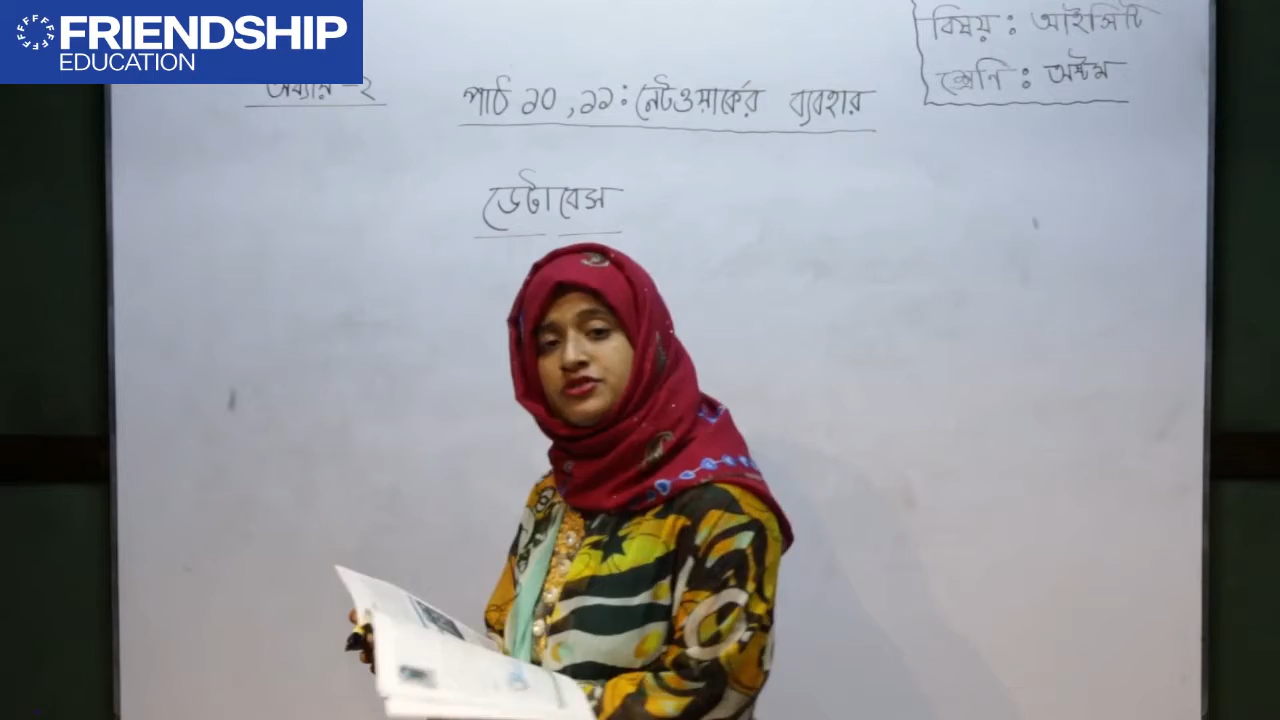 FRIENDSHIP
EDUCATION
বিষয় : আইসিটি
শ্রেণি : অষ্টম
অধ্যায় -২
পাঠ ১০ ,১১ : নেটওয়ার্কের ব্যবহার
ডেটাবেস